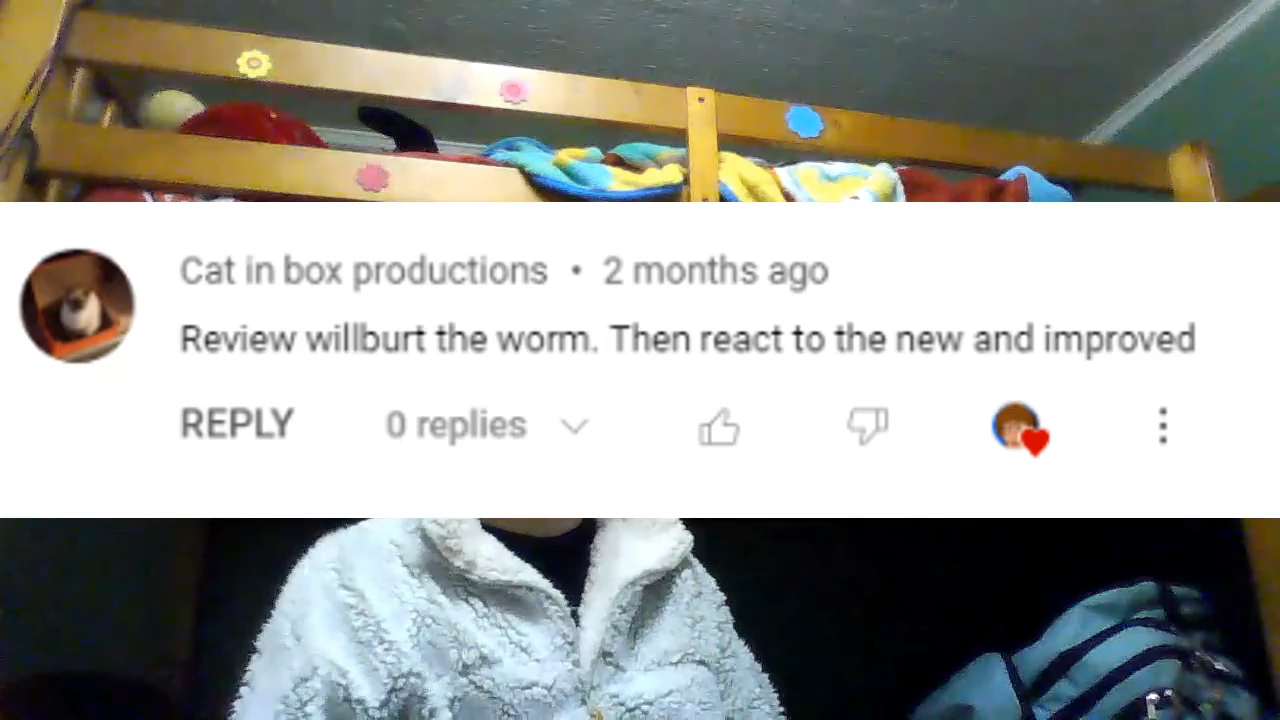 Cat in box productions • 2 months ago
Review willburt the worm. Then react to the new and improved
REPLY 0 replies